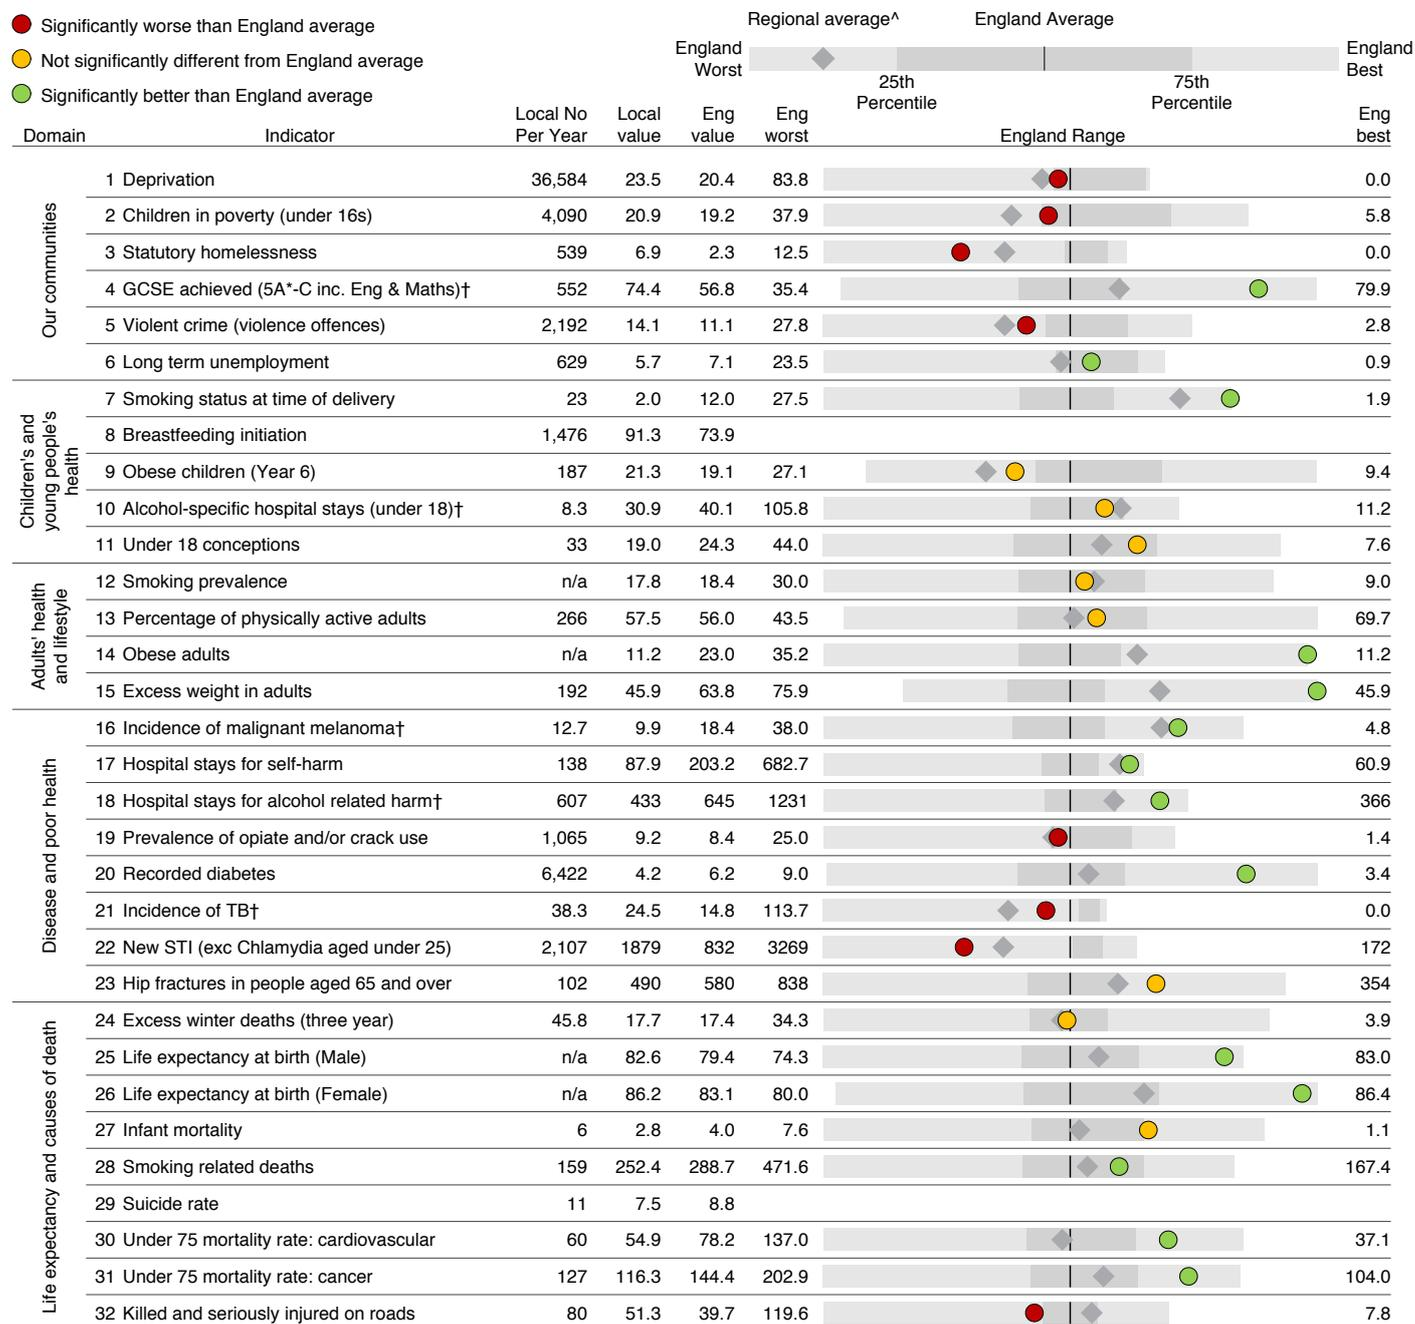 Significantly worse than England average
Not significantly different from England average
Significantly better than England average
Regional average^ England Average
England Worst England Best
25th Percentile 75th Percentile
Domain Indicator Local No Per Year Local value Eng value Eng worst England Range Eng best
Our communities
1 Deprivation 36,584 23.5 20.4 83.8 0.0
2 Children in poverty (under 16s) 4,090 20.9 19.2 37.9 5.8
3 Statutory homelessness 539 6.9 2.3 12.5 0.0
4 GCSE achieved (5A*-C inc. Eng & Maths)† 552 74.4 56.8 35.4 79.9
5 Violent crime (violence offences) 2,192 14.1 11.1 27.8 2.8
6 Long term unemployment 629 5.7 7.1 23.5 0.9
Children's and young people's health
7 Smoking status at time of delivery 23 2.0 12.0 27.5 1.9
8 Breastfeeding initiation 1,476 91.3 73.9
9 Obese children (Year 6) 187 21.3 19.1 27.1 9.4
10 Alcohol-specific hospital stays (under 18)† 8.3 30.9 40.1 105.8 11.2
11 Under 18 conceptions 33 19.0 24.3 44.0 7.6
Adults' health and lifestyle
12 Smoking prevalence n/a 17.8 18.4 30.0 9.0
13 Percentage of physically active adults 266 57.5 56.0 43.5 69.7
14 Obese adults n/a 11.2 23.0 35.2 11.2
15 Excess weight in adults 192 45.9 63.8 75.9 45.9
Disease and poor health
16 Incidence of malignant melanoma† 12.7 9.9 18.4 38.0 4.8
17 Hospital stays for self-harm 138 87.9 203.2 682.7 60.9
18 Hospital stays for alcohol related harm† 607 433 645 1231 366
19 Prevalence of opiate and/or crack use 1,065 9.2 8.4 25.0 1.4
20 Recorded diabetes 6,422 4.2 6.2 9.0 3.4
21 Incidence of TB† 38.3 24.5 14.8 113.7 0.0
22 New STI (exc Chlamydia aged under 25) 2,107 1879 832 3269 172
23 Hip fractures in people aged 65 and over 102 490 580 838 354
Life expectancy and causes of death
24 Excess winter deaths (three year) 45.8 17.7 17.4 34.3 3.9
25 Life expectancy at birth (Male) n/a 82.6 79.4 74.3 83.0
26 Life expectancy at birth (Female) n/a 86.2 83.1 80.0 86.4
27 Infant mortality 6 2.8 4.0 7.6 1.1
28 Smoking related deaths 159 252.4 288.7 471.6 167.4
29 Suicide rate 11 7.5 8.8
30 Under 75 mortality rate: cardiovascular 60 54.9 78.2 137.0 37.1
31 Under 75 mortality rate: cancer 127 116.3 144.4 202.9 104.0
32 Killed and seriously injured on roads 80 51.3 39.7 119.6 7.8